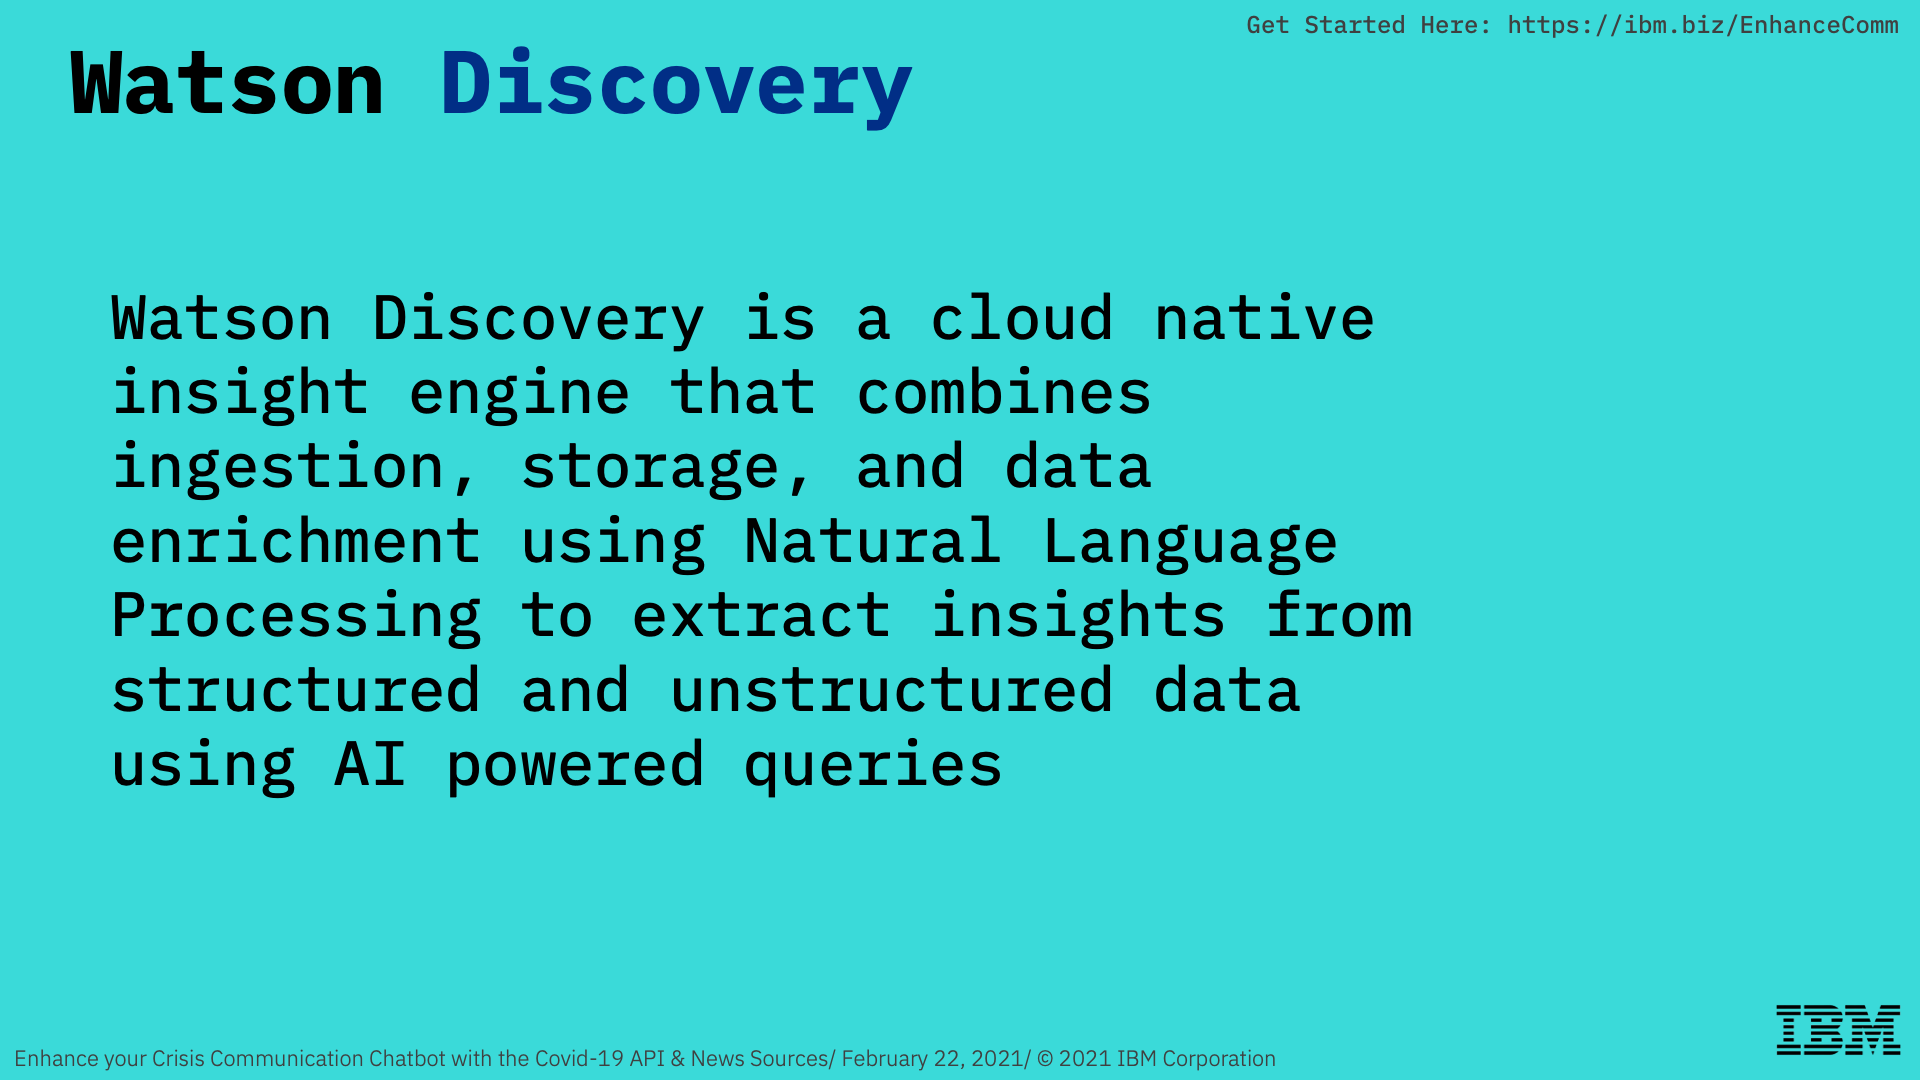 Get Started Here: https://ibm.biz/EnhanceComm
Watson Discovery
Watson Discovery is a cloud native
insight engine that combines
ingestion, storage, and data
enrichment using Natural Language
Processing to extract insights from
structured and unstructured data
using AI powered queries
IBM
Enhance your Crisis Communication Chatbot with the Covid-19 API & News Sources/ February 22, 2021/ © 2021 IBM Corporation